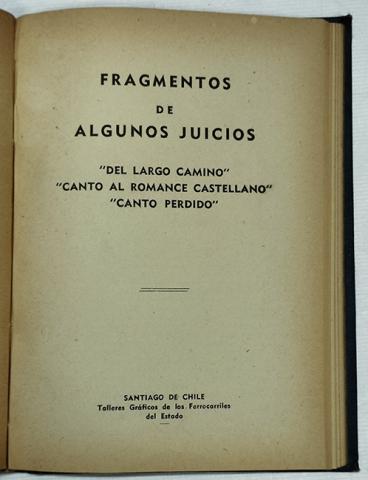 FRAGMENTOS
DE
ALGUNOS JUICIOS
"DEL LARGO CAMINO"
"CANTO AL ROMANCE CASTELLANO"
"CANTO PERDIDO"
SANTIAGO DE CHILE
Talleres Gráficos de los Ferrocarriles
del Estado